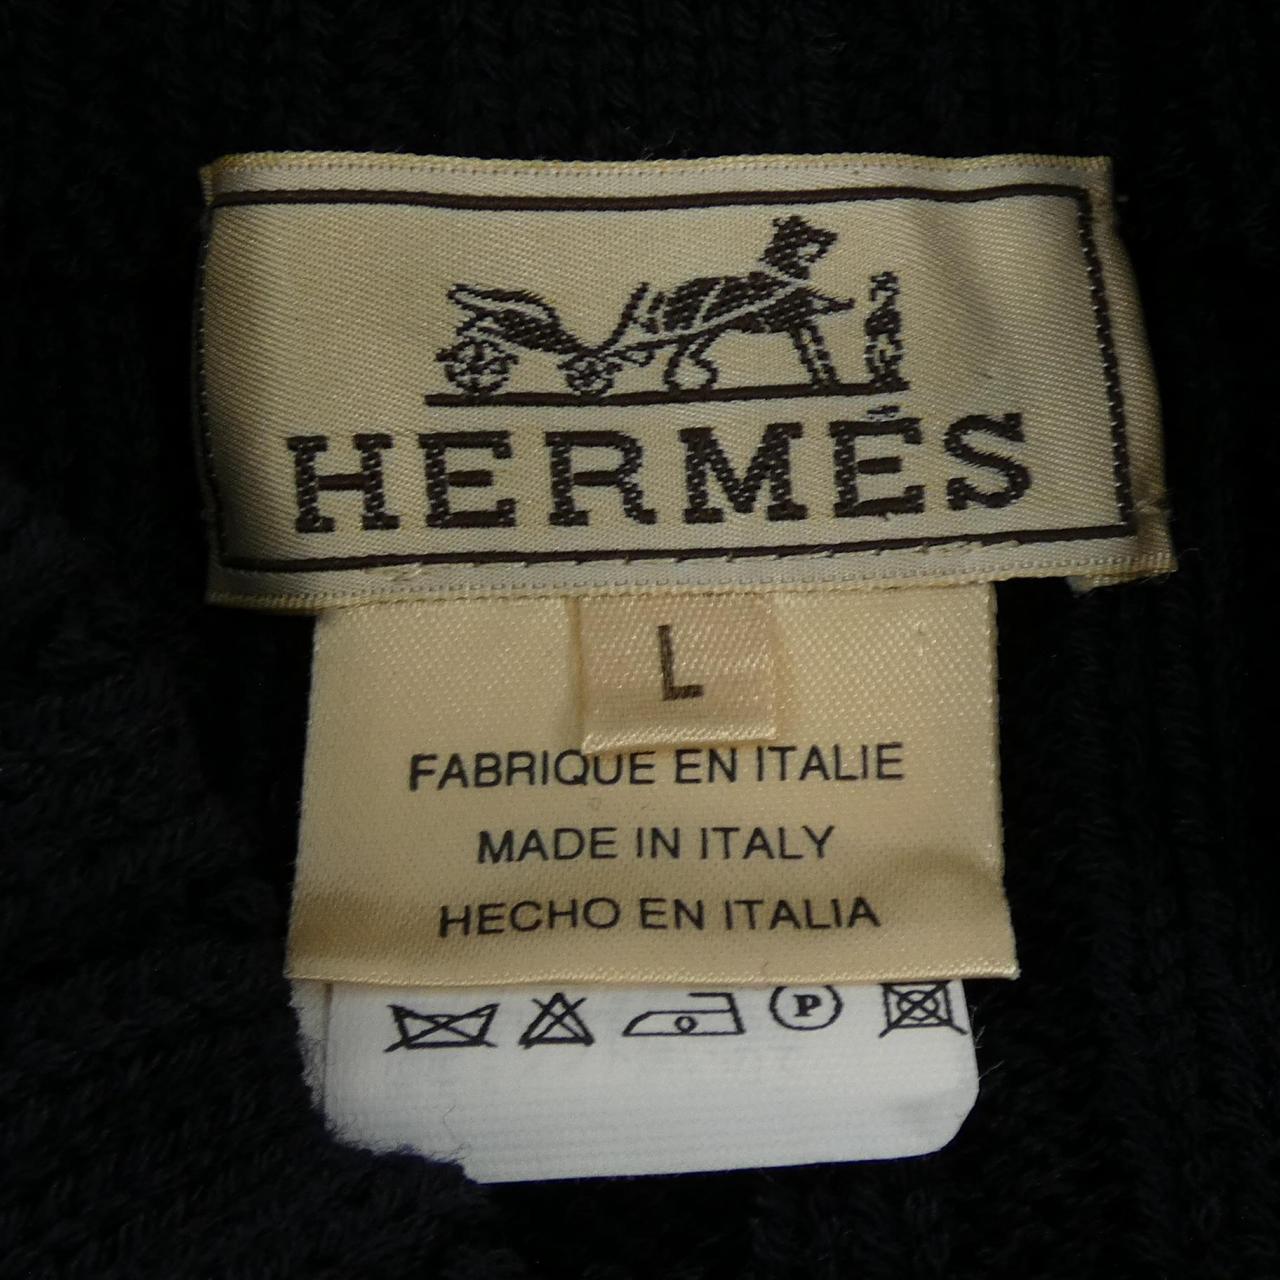 HERMÈS
L
FABRIQUE EN ITALIE
MADE IN ITALY
HECHO EN ITALIA
P